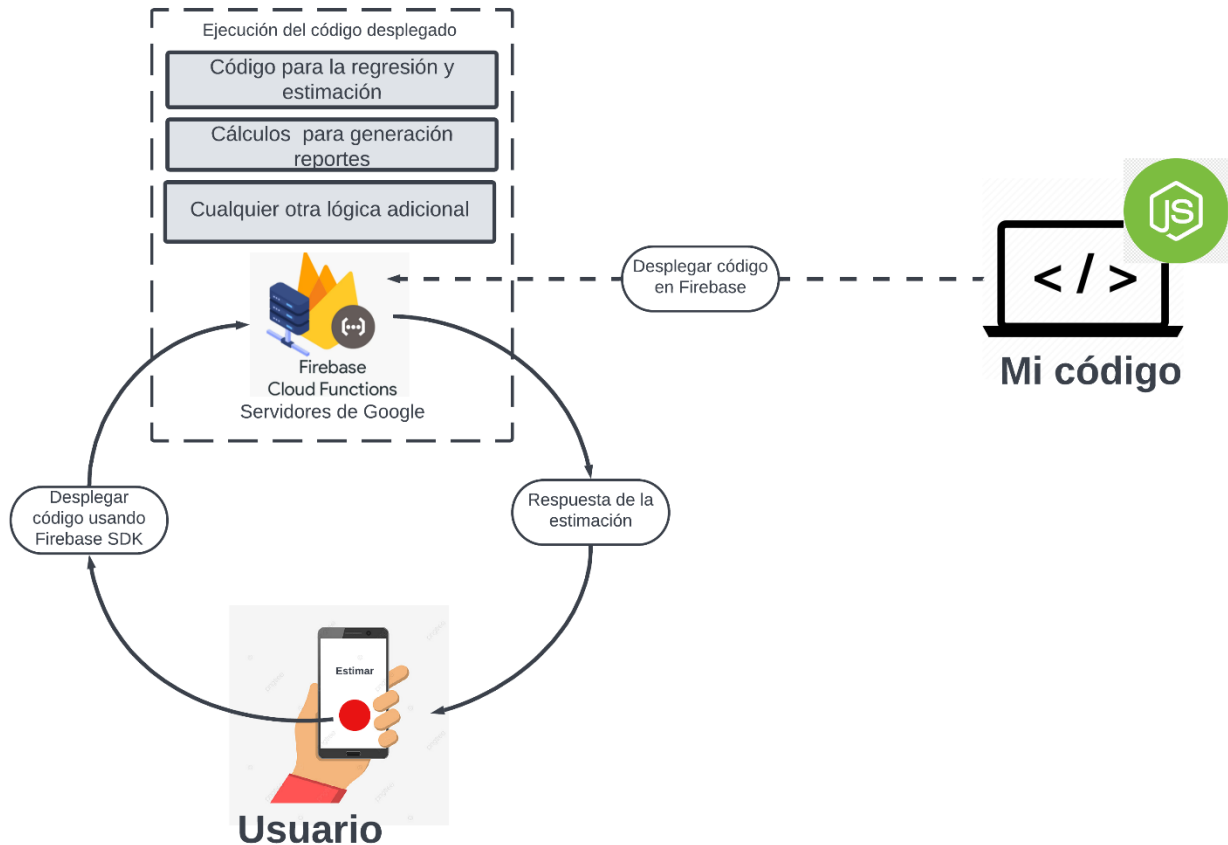 Ejecución del código desplegado
Código para la regresión y
estimación
Cálculos para generación
reportes
Cualquier otra lógica adicional
Firebase
Cloud Functions
Servidores de Google
Desplegar código
en Firebase
JS
< / >
Mi código
Desplegar
código usando
Firebase SDK
Respuesta de la
estimación
Estimar
Usuario